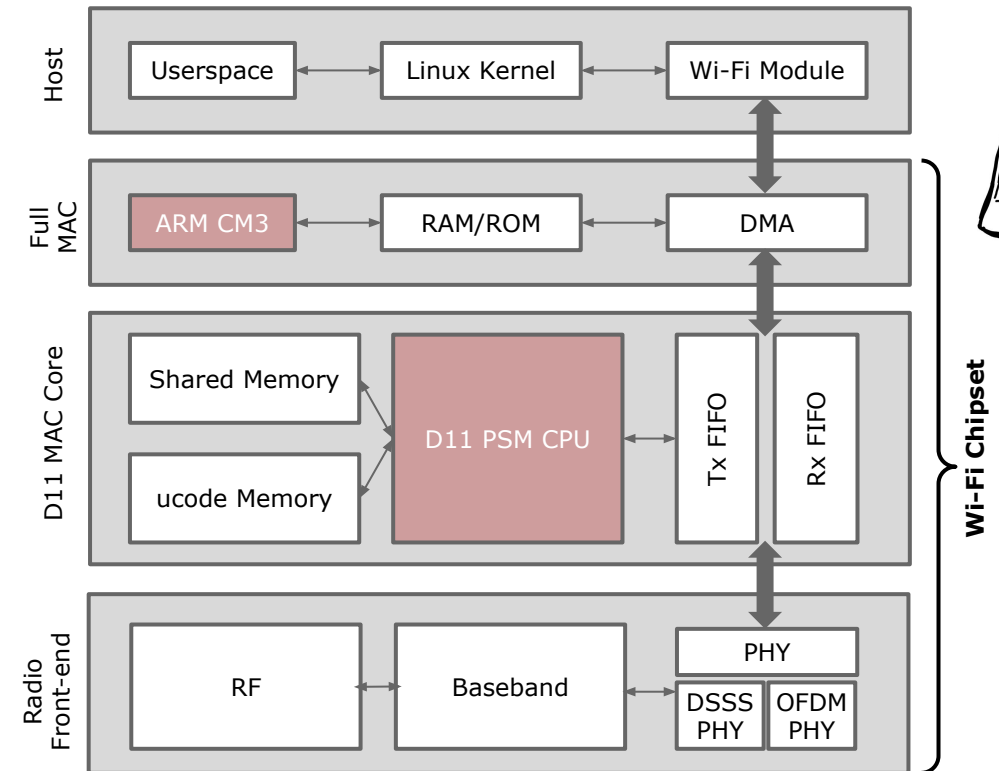 Host
Userspace
Linux Kernel
Wi-Fi Module
Full
MAC
ARM CM3
RAM/ROM
DMA
D11 MAC Core
Shared Memory
ucode Memory
D11 PSM CPU
Tx FIFO
Rx FIFO
Wi-Fi Chipset
Radio
Front-end
RF
Baseband
PHY
DSSS
PHY
OFDM
PHY